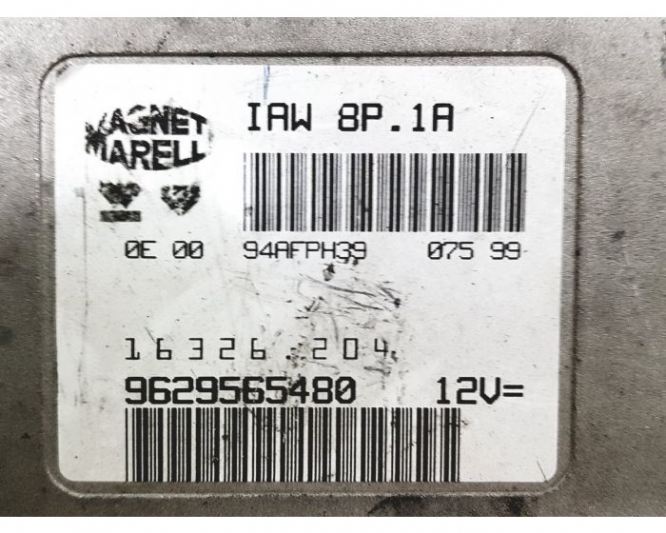 MAGNET
MARELL
IAW 8P.1A
0E 00 94AFPH39 075 99
16326.204
9629565480 12V=